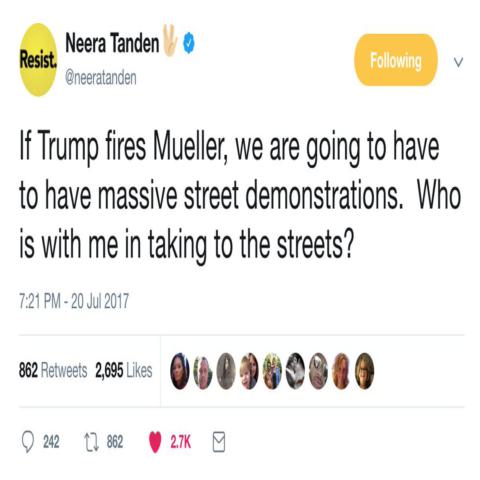 Resist.
Neera Tanden
@neeratanden
Following
If Trump fires Mueller, we are going to have
to have massive street demonstrations. Who
is with me in taking to the streets?
7:21 PM - 20 Jul 2017
862 Retweets 2,695 Likes
242 862 2.7K